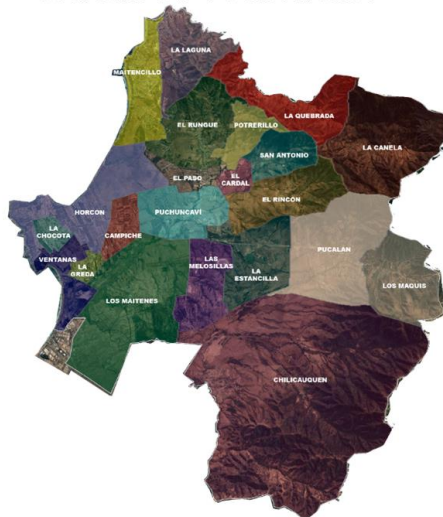 LA LAGUNA
MAITENCILLO
LA QUEBRADA
EL RUNGUE
POTRERILLO
LA CANELA
SAN ANTONIO
EL PASO
EL
CARDAL
EL RINCÓN
HORCON
PUCHUNCAVÍ
LA
CHOCOTA
CAMPICHE
PUCALAN
VENTANAS
LA
GREDA
LAS
MELOSILLAS
LA
ESTANCILLA
LOS MAQUIS
LOS MAITENES
CHILICAUQUEN